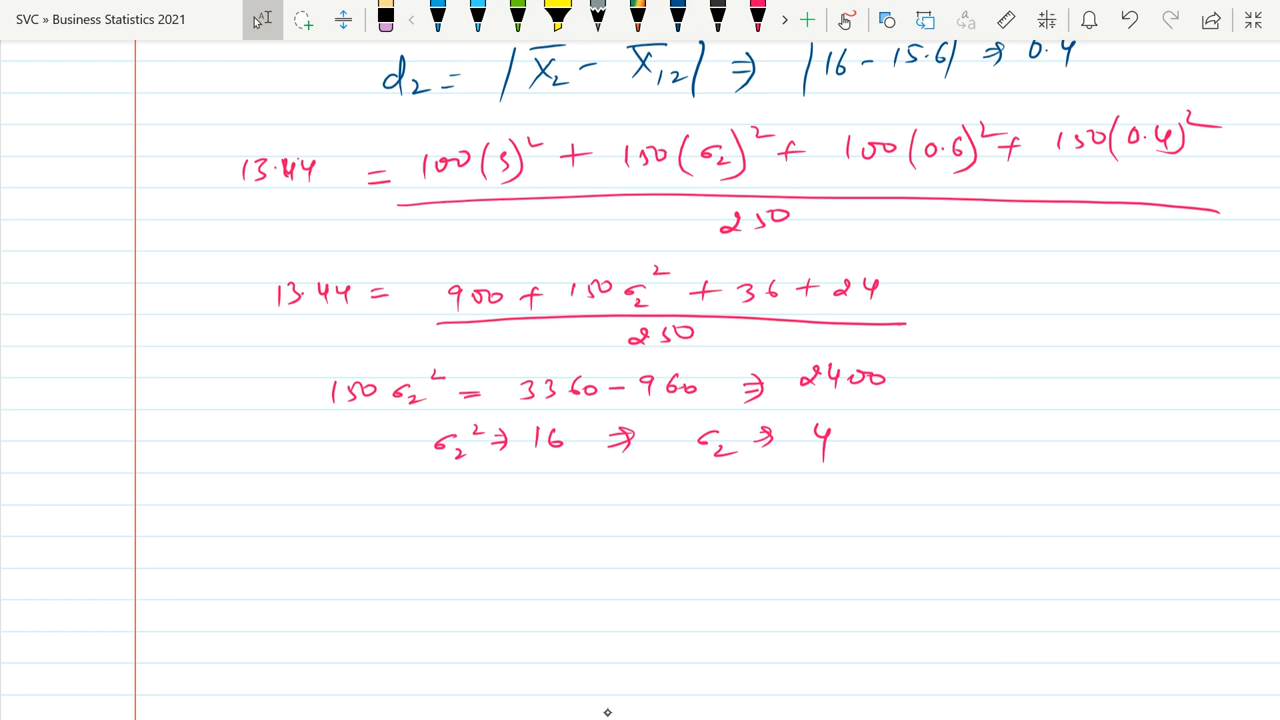 SVC » Business Statistics 2021
d₂ = |X̄₂ - X̄₁₂| ⇒ |16 - 15.6| ⇒ 0.4
13.44 = 100(3)² + 150(σ₂)² + 100(0.6)² + 150(0.4)²
250
13.44 = 900 + 150σ₂² + 36 + 24
250
150σ₂² = 3360 - 960 ⇒ 2400
σ₂² ⇒ 16 ⇒ σ₂ ⇒ 4